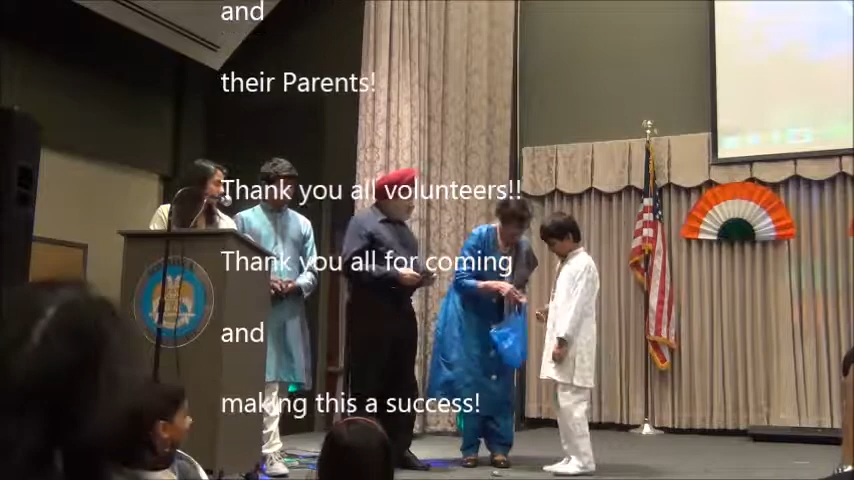 and
their Parents!
Thank you all volunteers!!
Thank you all for coming
and
making this a success!